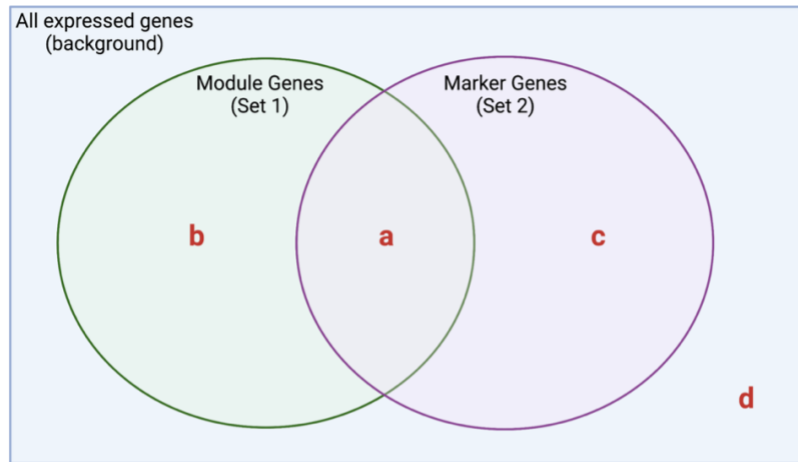 All expressed genes
(background)
Module Genes
(Set 1)
Marker Genes
(Set 2)
b
a
c
d